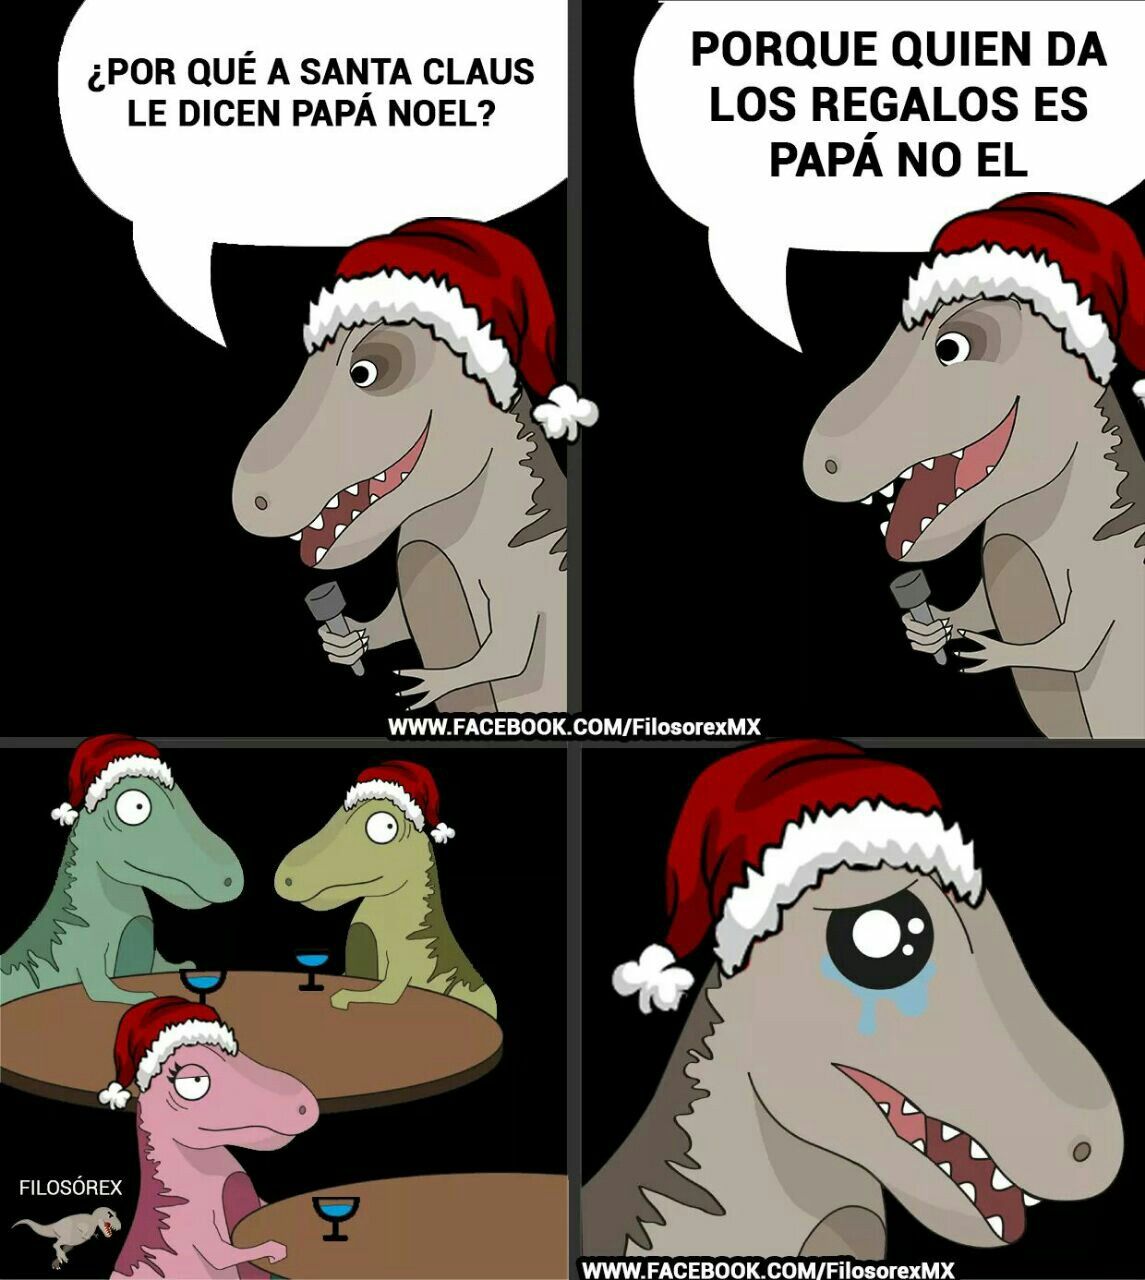 ¿POR QUÉ A SANTA CLAUS
LE DICEN PAPÁ NOEL?
PORQUE QUIEN DA
LOS REGALOS ES
PAPÁ NO EL
WWW.FACEBOOK.COM/FilosorexMX
FILOSÓREX
WWW.FACEBOOK.COM/FilosorexMX